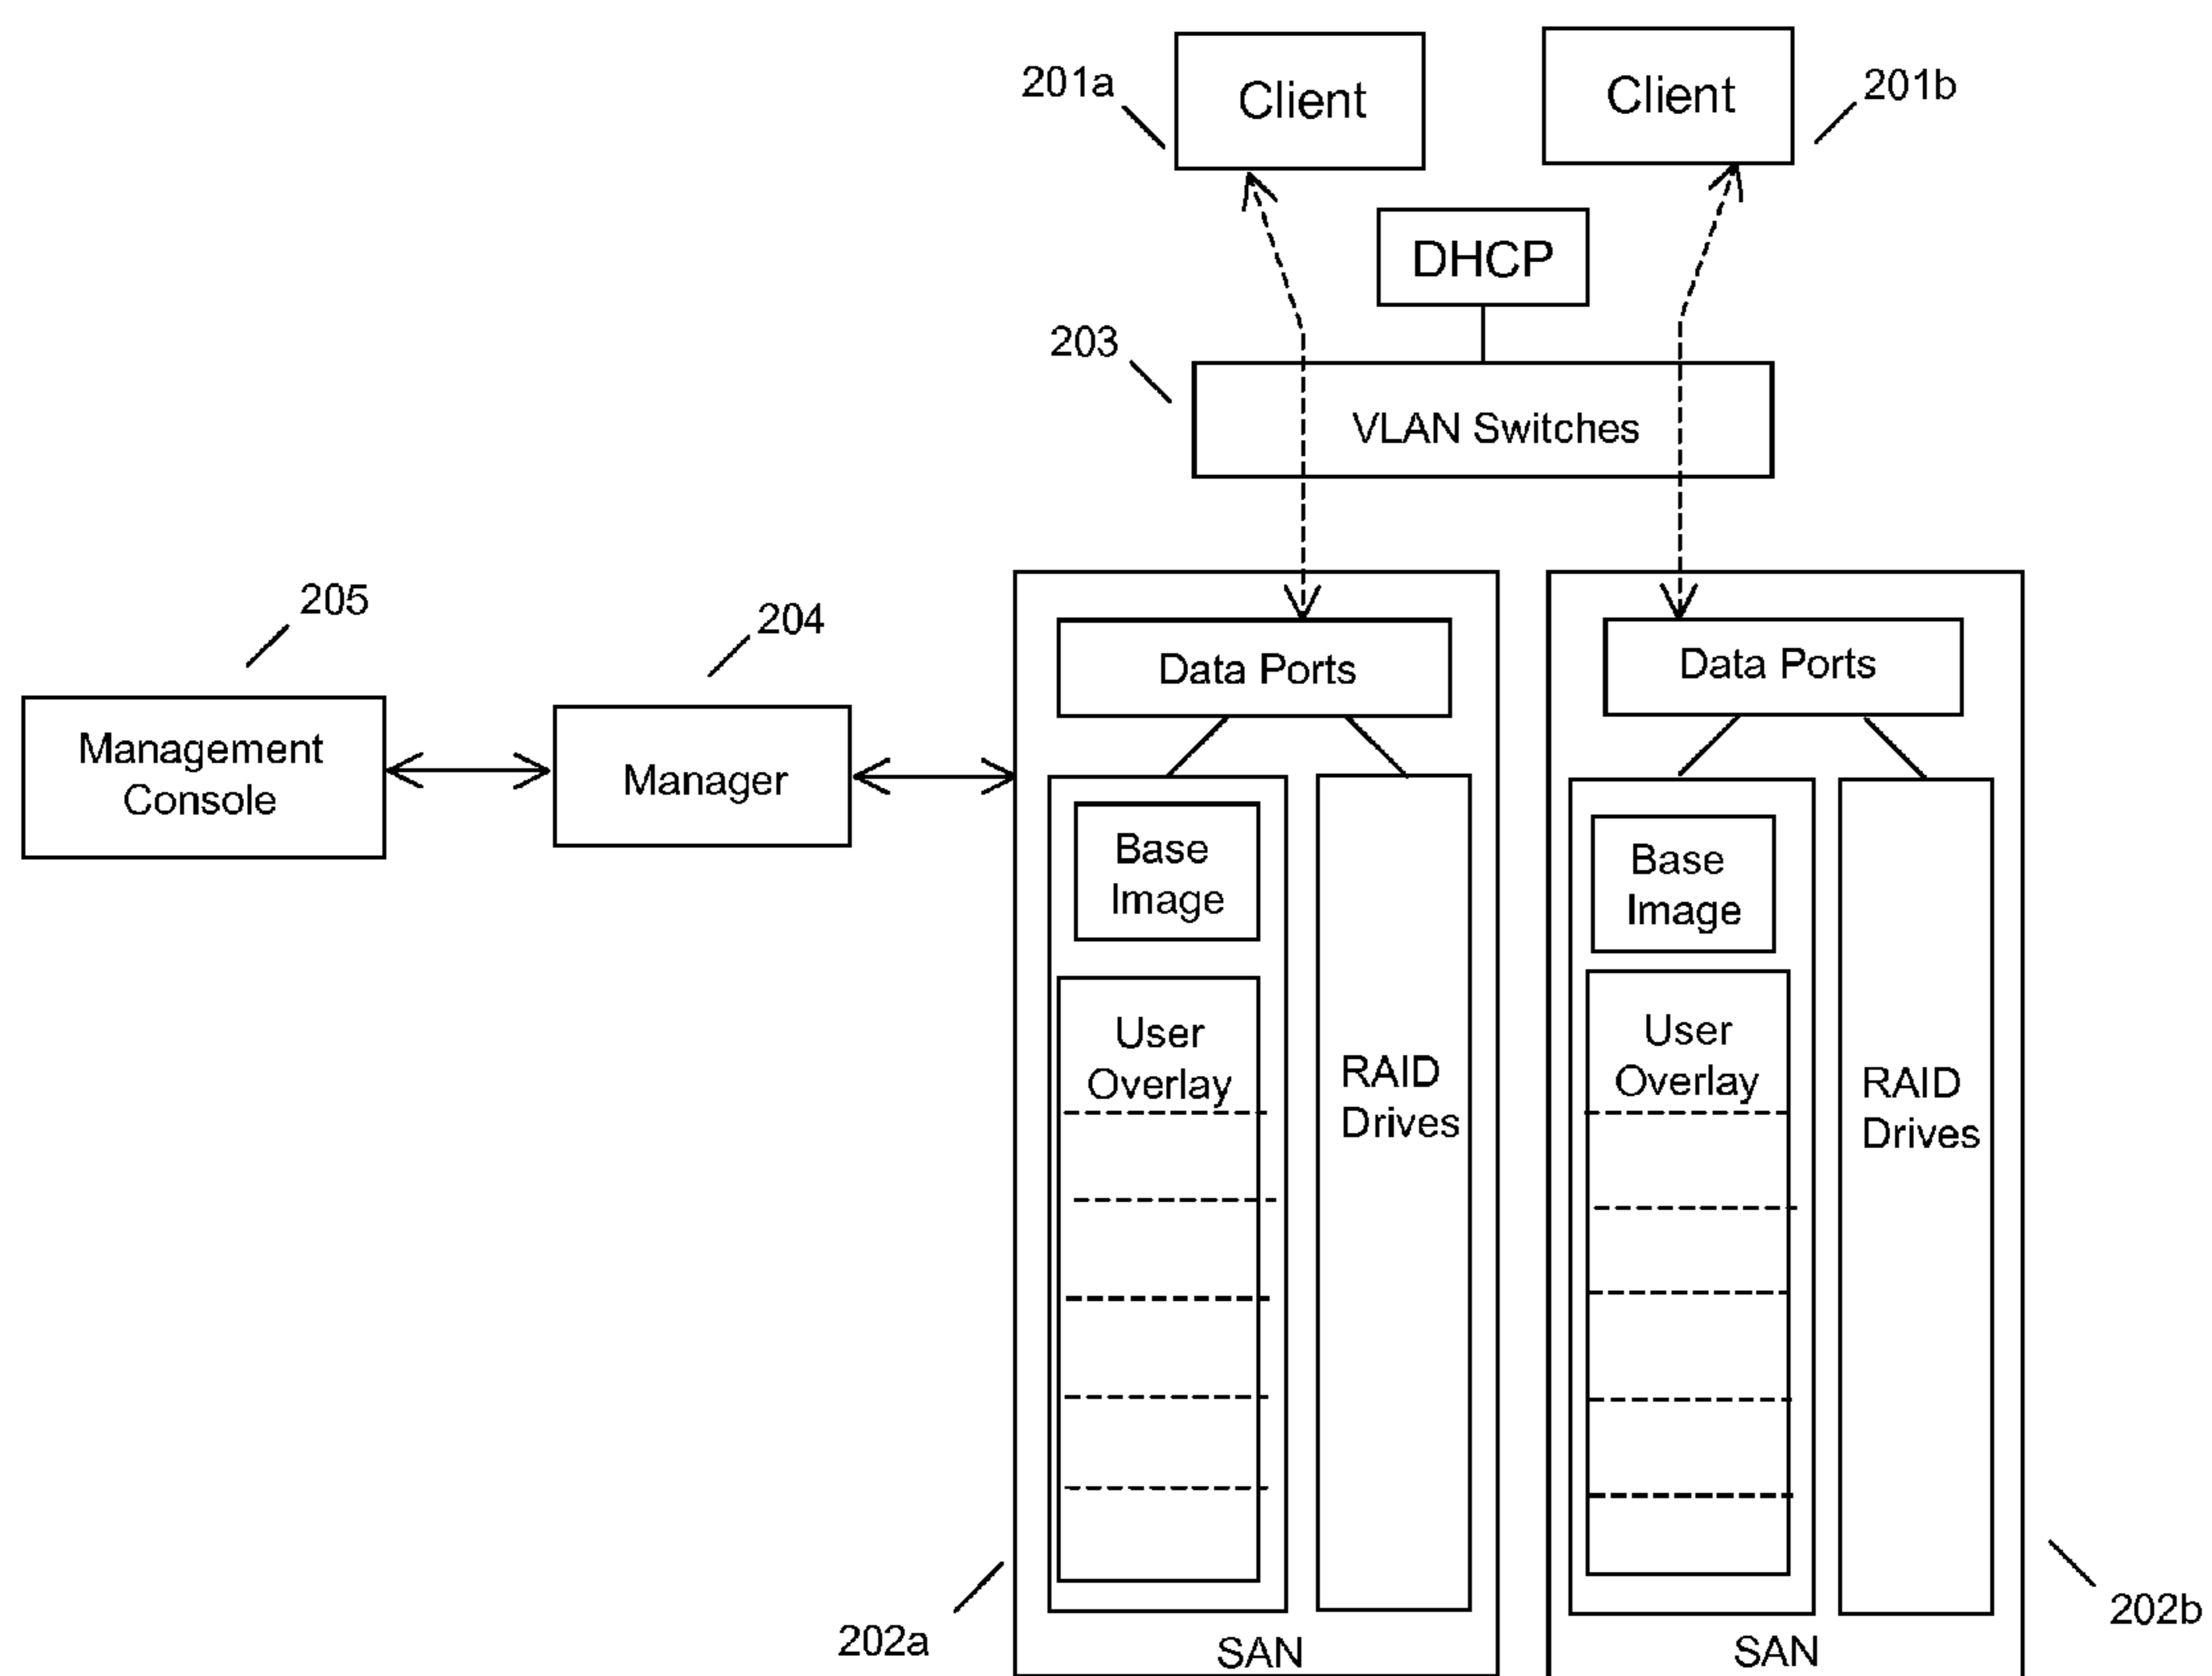 201a
Client
Client
201b
DHCP
203
VLAN Switches
205
204
Management
Console
Manager
Data Ports
Data Ports
Base
Image
Base
Image
User
Overlay
RAID
Drives
User
Overlay
RAID
Drives
202a
SAN
SAN
202b